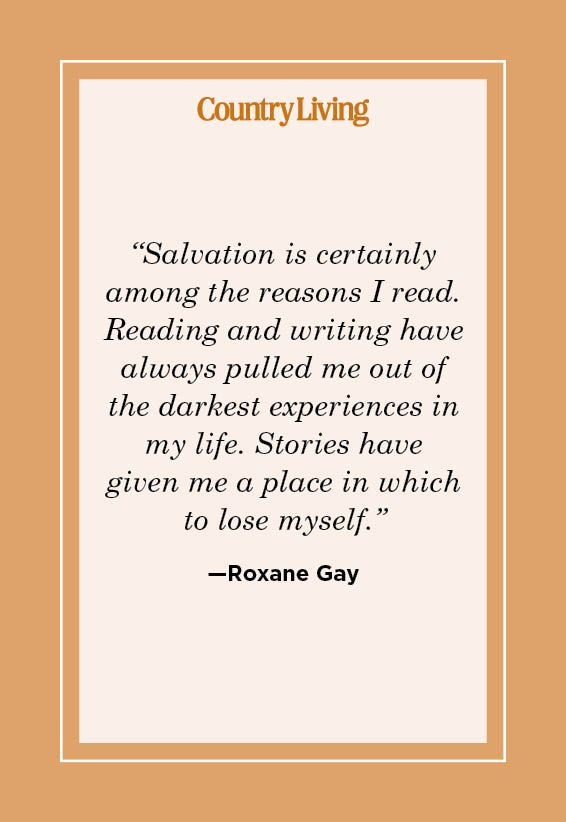 Country Living
“Salvation is certainly
among the reasons I read.
Reading and writing have
always pulled me out of
the darkest experiences in
my life. Stories have
given me a place in which
to lose myself.”
—Roxane Gay